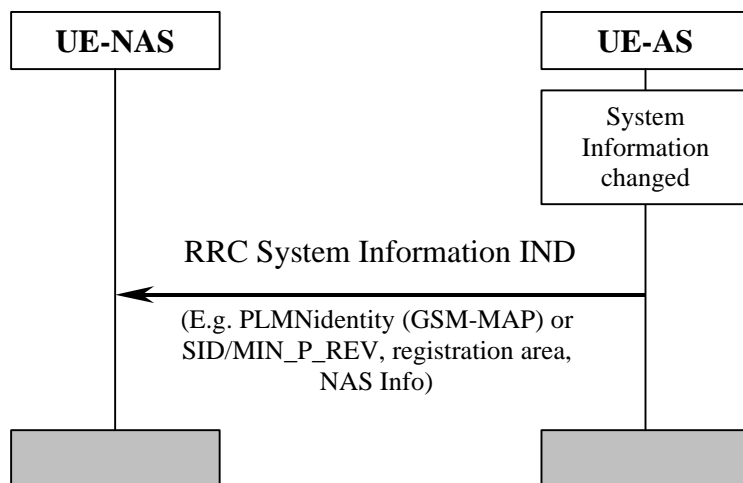 UE-NAS
UE-AS
System
Information
changed
RRC System Information IND
(E.g. PLMNidentity (GSM-MAP) or
SID/MIN_P_REV, registration area,
NAS Info)